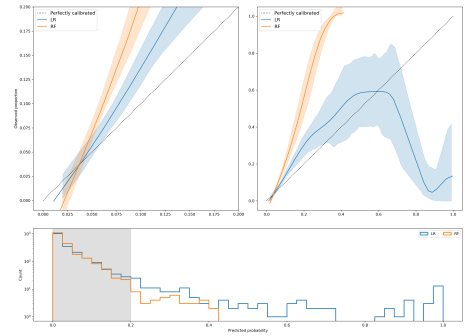 0.200
0.175
0.150
0.125
0.100
0.075
0.050
0.025
0.000
Observed proportion
Perfectly calibrated
LR
RF
0.000 0.025 0.050 0.075 0.100 0.125 0.150 0.175 0.200
1.0
0.8
0.6
0.4
0.2
0.0
Perfectly calibrated
LR
RF
0.0 0.2 0.4 0.6 0.8 1.0
10³
10²
10¹
10⁰
Count
LR RF
0.0 0.2 0.4 0.6 0.8 1.0
Predicted probability